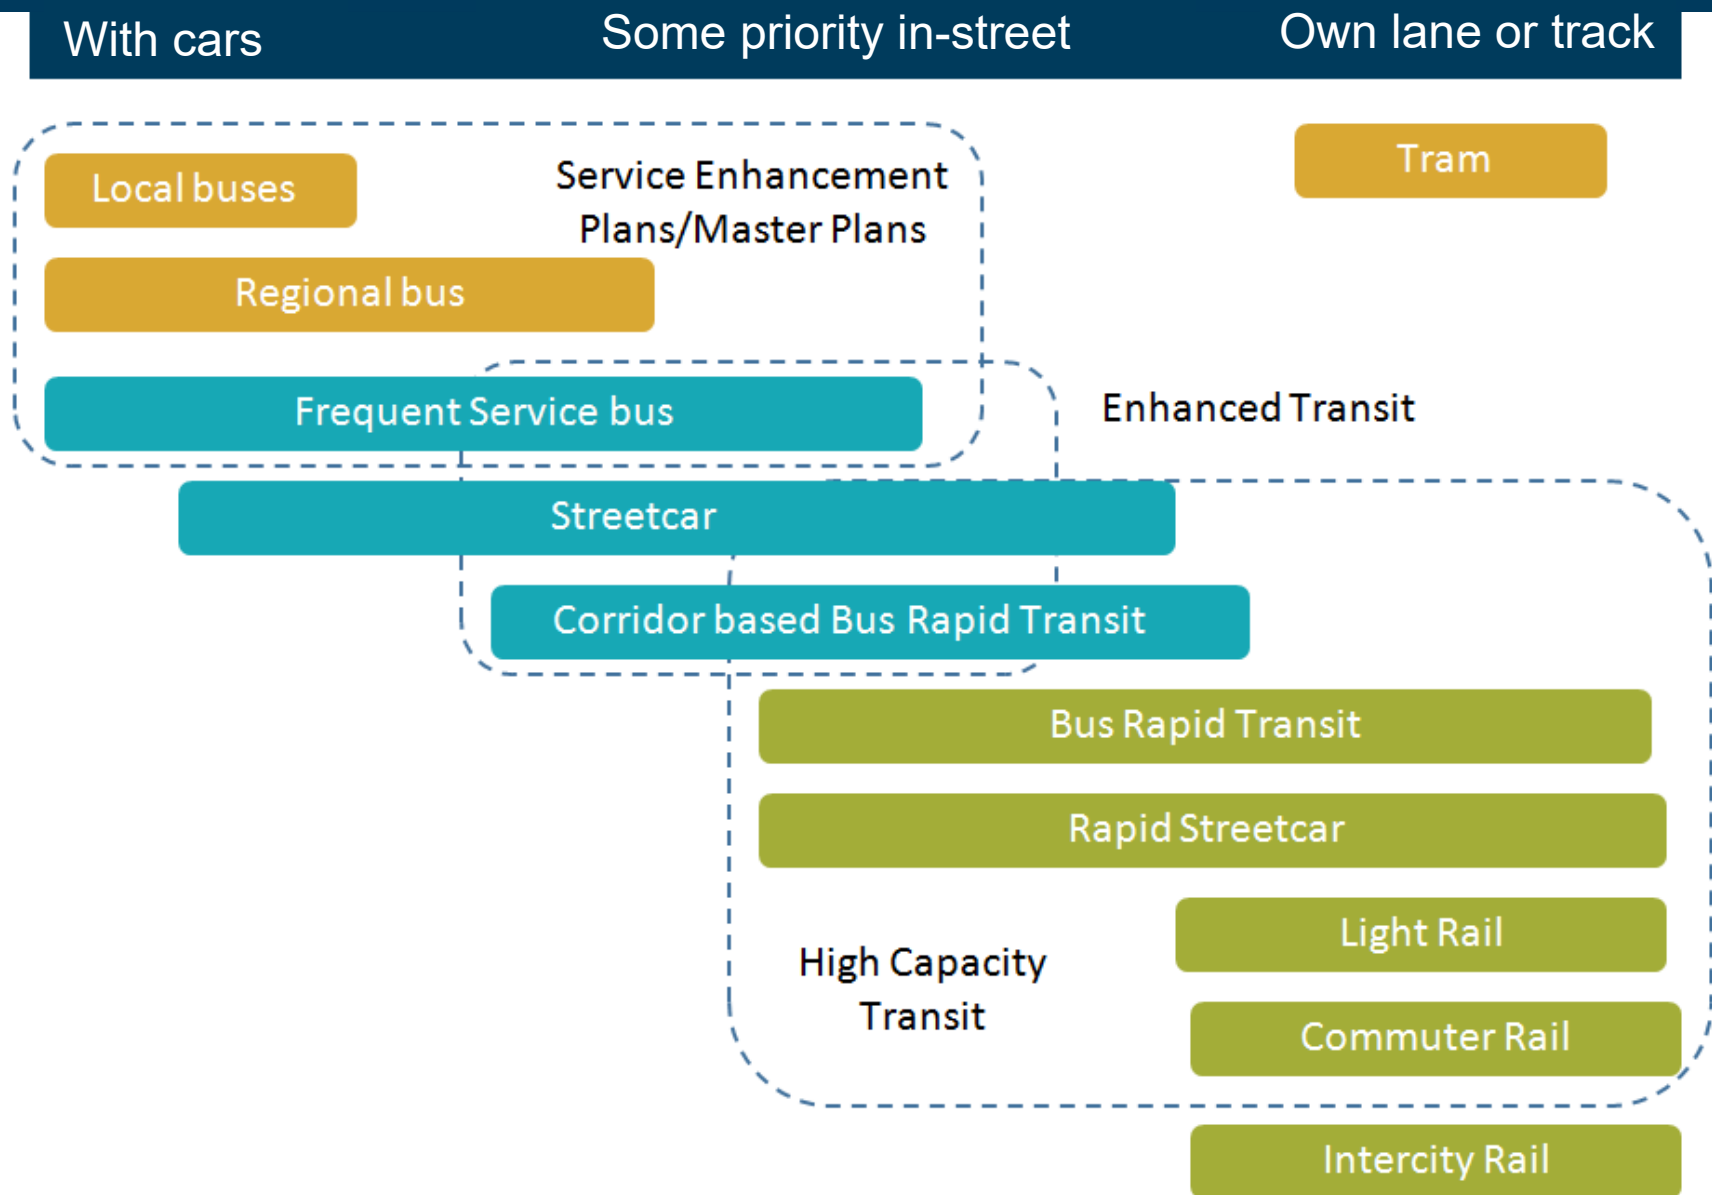 With cars
Some priority in-street
Own lane or track
Local buses
Service Enhancement
Plans/Master Plans
Tram
Regional bus
Frequent Service bus
Enhanced Transit
Streetcar
Corridor based Bus Rapid Transit
Bus Rapid Transit
Rapid Streetcar
Light Rail
High Capacity
Transit
Commuter Rail
Intercity Rail